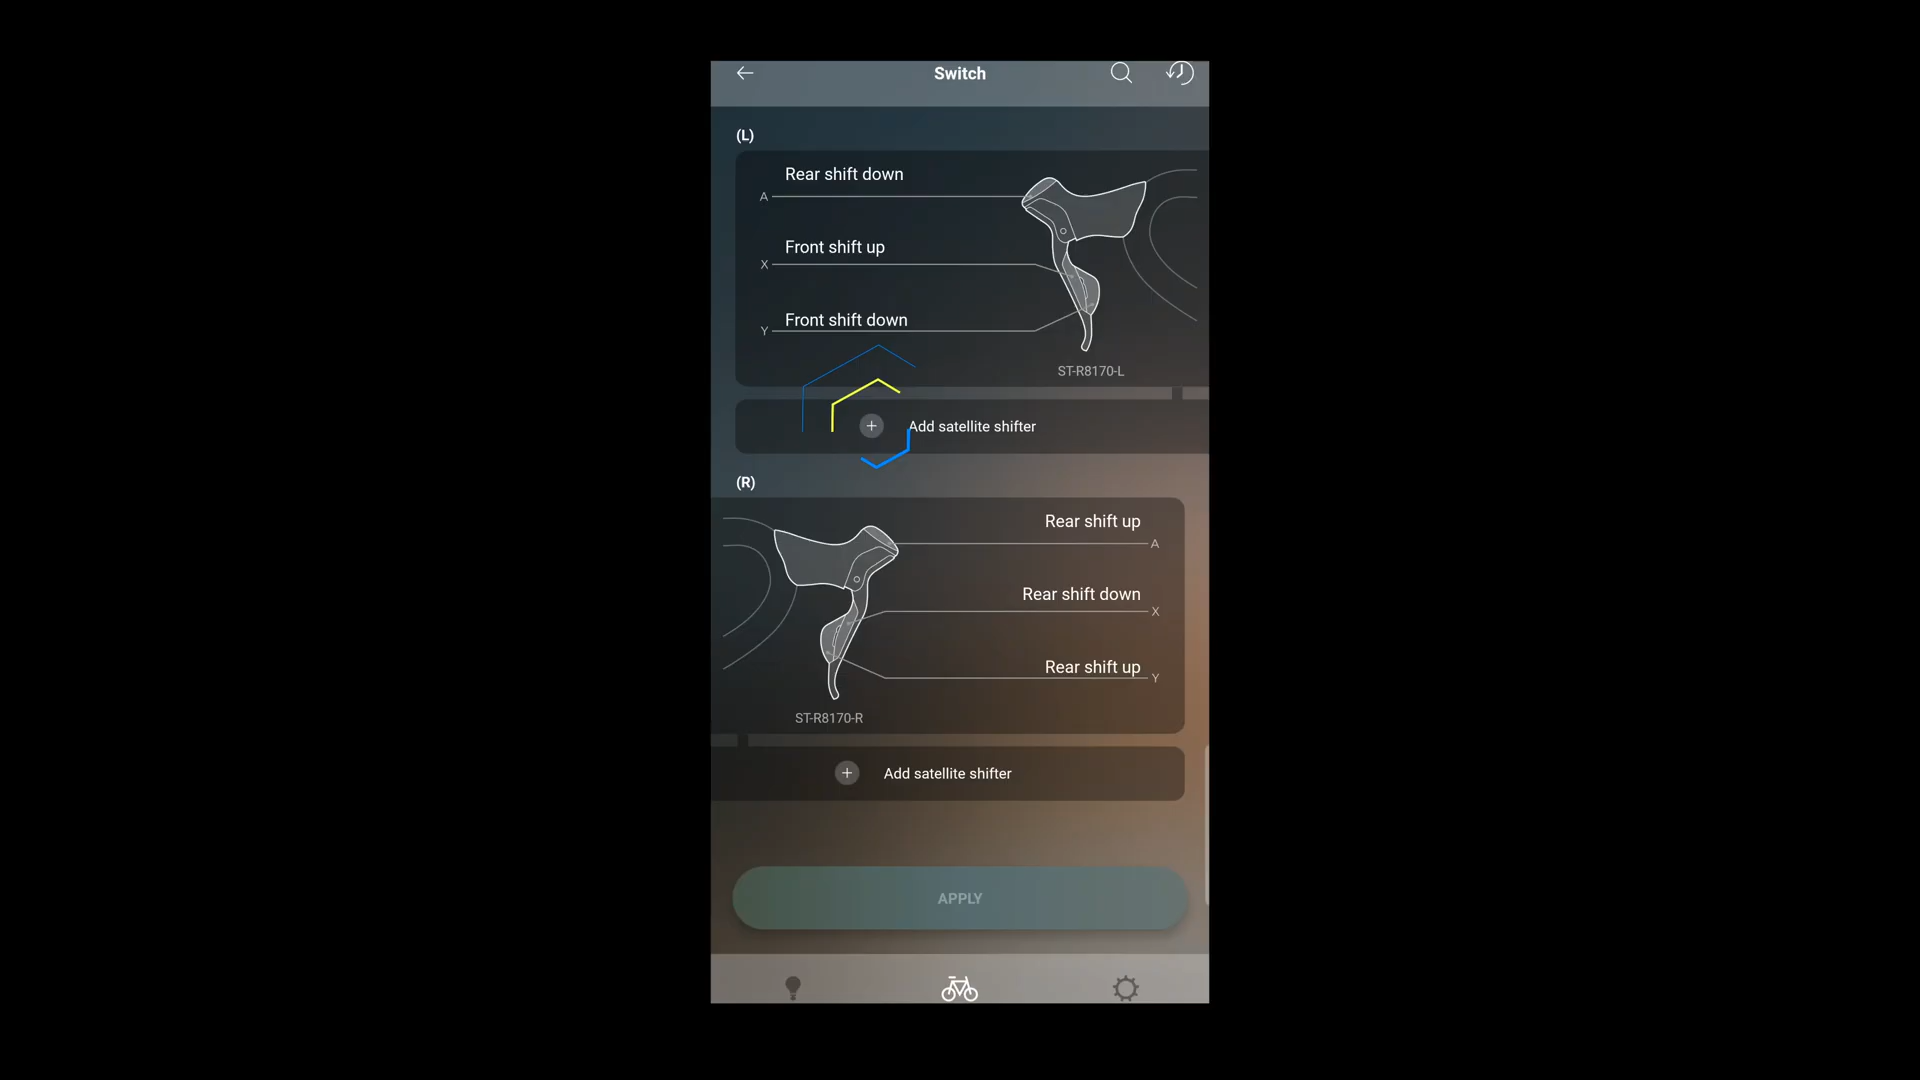 Switch
(L)
Rear shift down
A
Front shift up
X
Front shift down
Y
ST-R8170-L
Add satellite shifter
(R)
Rear shift up
A
Rear shift down
X
Rear shift up
Y
ST-R8170-R
Add satellite shifter
APPLY